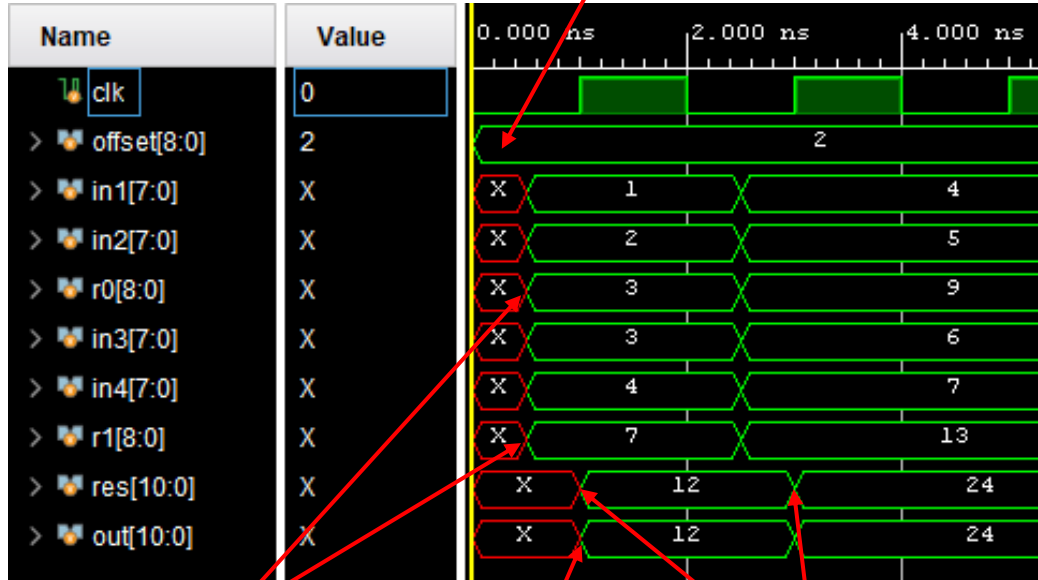 Name Value 0.000 ns 2.000 ns 4.000 ns
clk 0
offset[8:0] 2 2
in1[7:0] X X 1 4
in2[7:0] X X 2 5
r0[8:0] X X 3 9
in3[7:0] X X 3 6
in4[7:0] X X 4 7
r1[8:0] X X 7 13
res[10:0] X X 12 24
out[10:0] X X 12 24